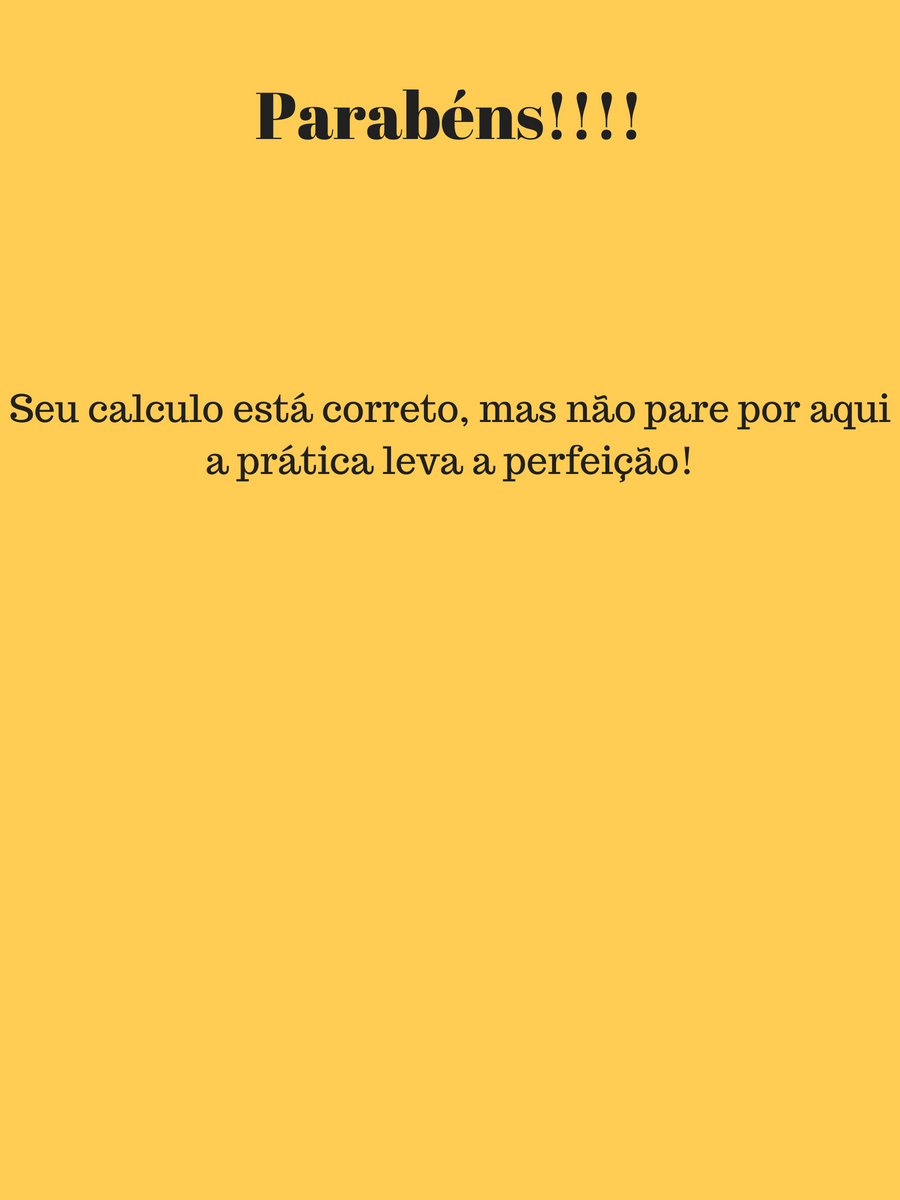 Parabéns!!!!
Seu calculo está correto, mas não pare por aqui
a prática leva a perfeição!